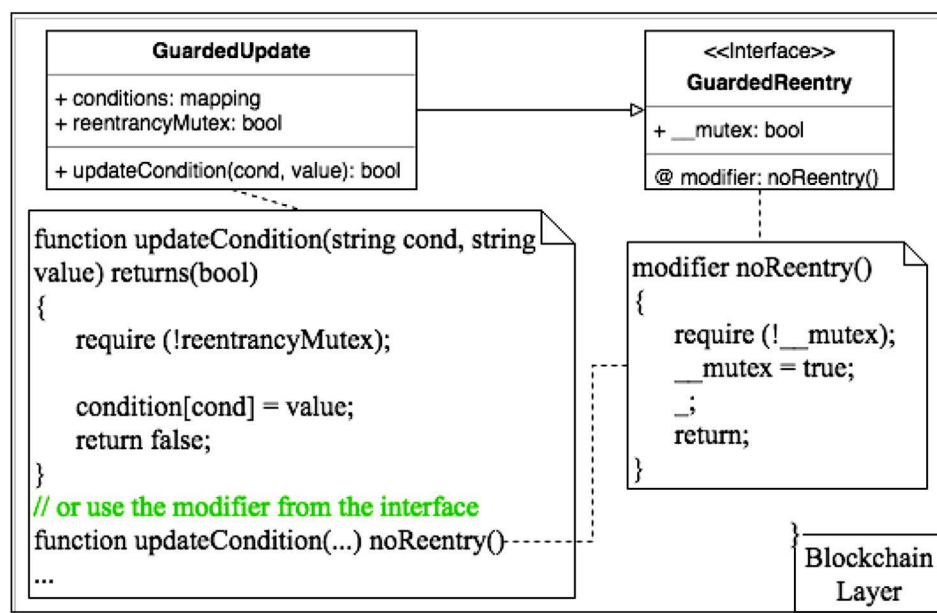 GuardedUpdate
+ conditions: mapping
+ reentrancyMutex: bool
+ updateCondition(cond, value): bool
<<Interface>>
GuardedReentry
+ __mutex: bool
@ modifier: noReentry()
function updateCondition(string cond, string
value) returns(bool)
{
require (!reentrancyMutex);
condition[cond] = value;
return false;
}
// or use the modifier from the interface
function updateCondition(...) noReentry()
...
modifier noReentry()
{
require (!__mutex);
__mutex = true;
_;
return;
}
}
Blockchain
Layer